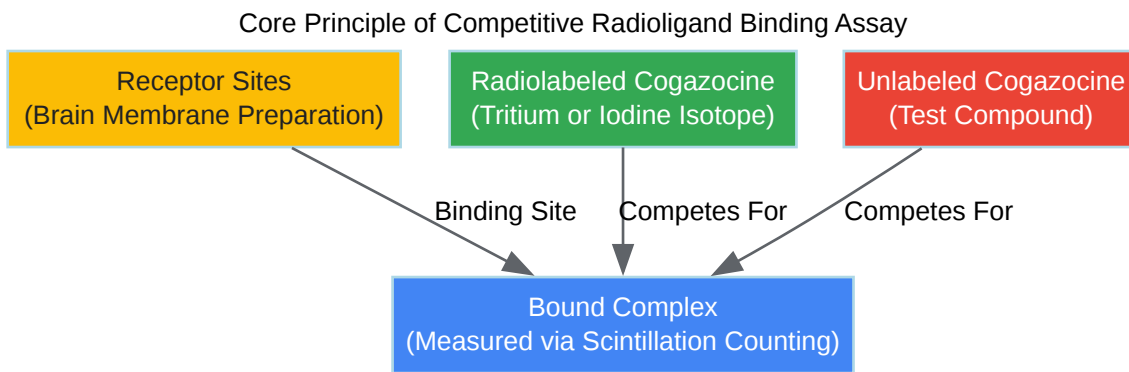 Core Principle of Competitive Radioligand Binding Assay
Receptor Sites
(Brain Membrane Preparation)
Radiolabeled Cogazocine
(Tritium or Iodine Isotope)
Unlabeled Cogazocine
(Test Compound)
Binding Site
Competes For
Competes For
Bound Complex
(Measured via Scintillation Counting)